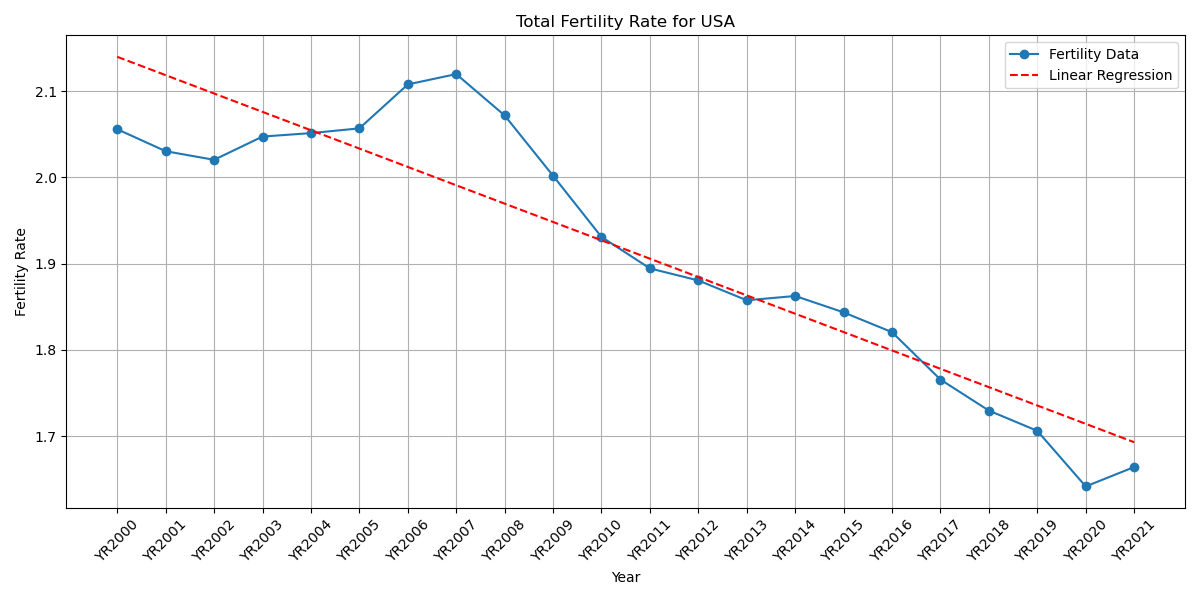 Total Fertility Rate for USA
Fertility Data
Linear Regression
Fertility Rate
2.1
2.0
1.9
1.8
1.7
YR2000
YR2001
YR2002
YR2003
YR2004
YR2005
YR2006
YR2007
YR2008
YR2009
YR2010
YR2011
YR2012
YR2013
YR2014
YR2015
YR2016
YR2017
YR2018
YR2019
YR2020
YR2021
Year